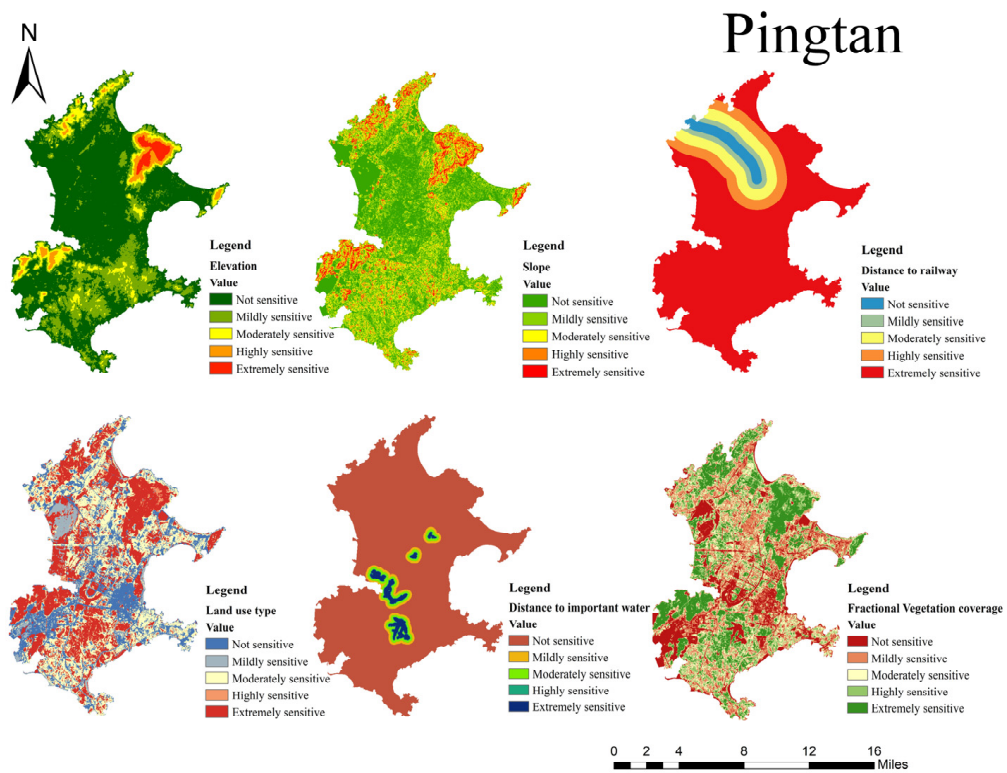 Pingtan
N
Legend
Elevation
Value
Not sensitive
Mildly sensitive
Moderately sensitive
Highly sensitive
Extremely sensitive
Legend
Slope
Value
Not sensitive
Mildly sensitive
Moderately sensitive
Highly sensitive
Extremely sensitive
Legend
Distance to railway
Value
Not sensitive
Mildly sensitive
Moderately sensitive
Highly sensitive
Extremely sensitive
Legend
Land use type
Value
Not sensitive
Mildly sensitive
Moderately sensitive
Highly sensitive
Extremely sensitive
Legend
Distance to important water
Value
Not sensitive
Mildly sensitive
Moderately sensitive
Highly sensitive
Extremely sensitive
Legend
Fractional Vegetation coverage
Value
Not sensitive
Mildly sensitive
Moderately sensitive
Highly sensitive
Extremely sensitive
0 1 2 4 8 12 16
Miles